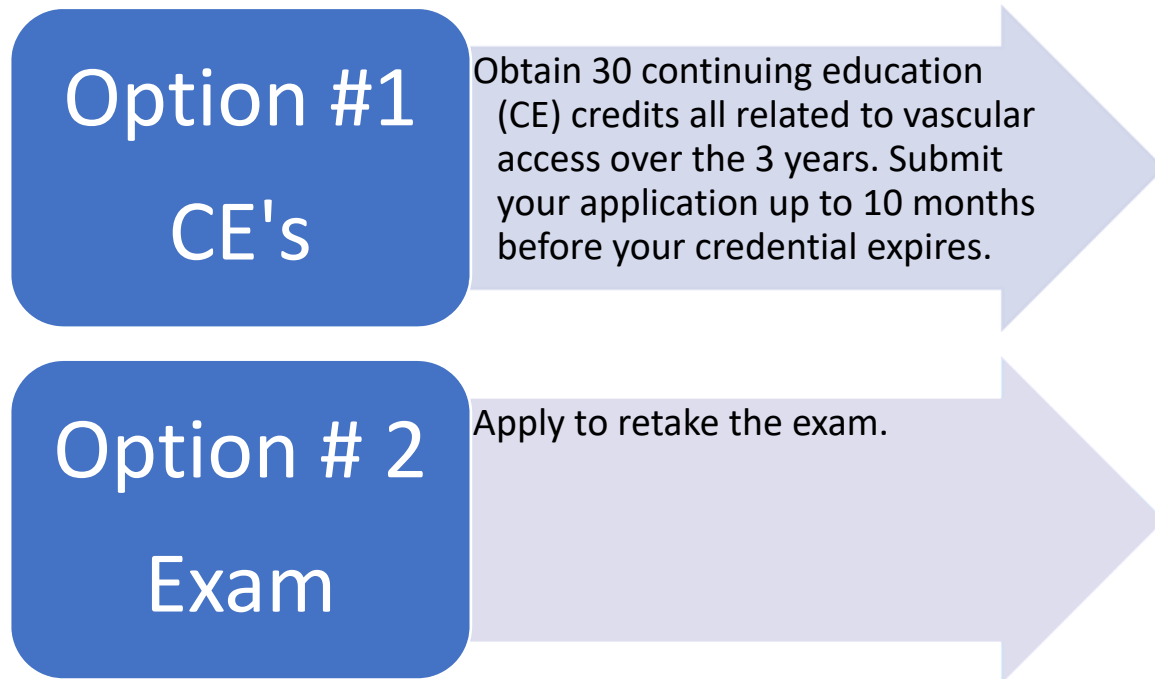 Option #1
CE's
Obtain 30 continuing education
(CE) credits all related to vascular
access over the 3 years. Submit
your application up to 10 months
before your credential expires.
Option # 2
Exam
Apply to retake the exam.